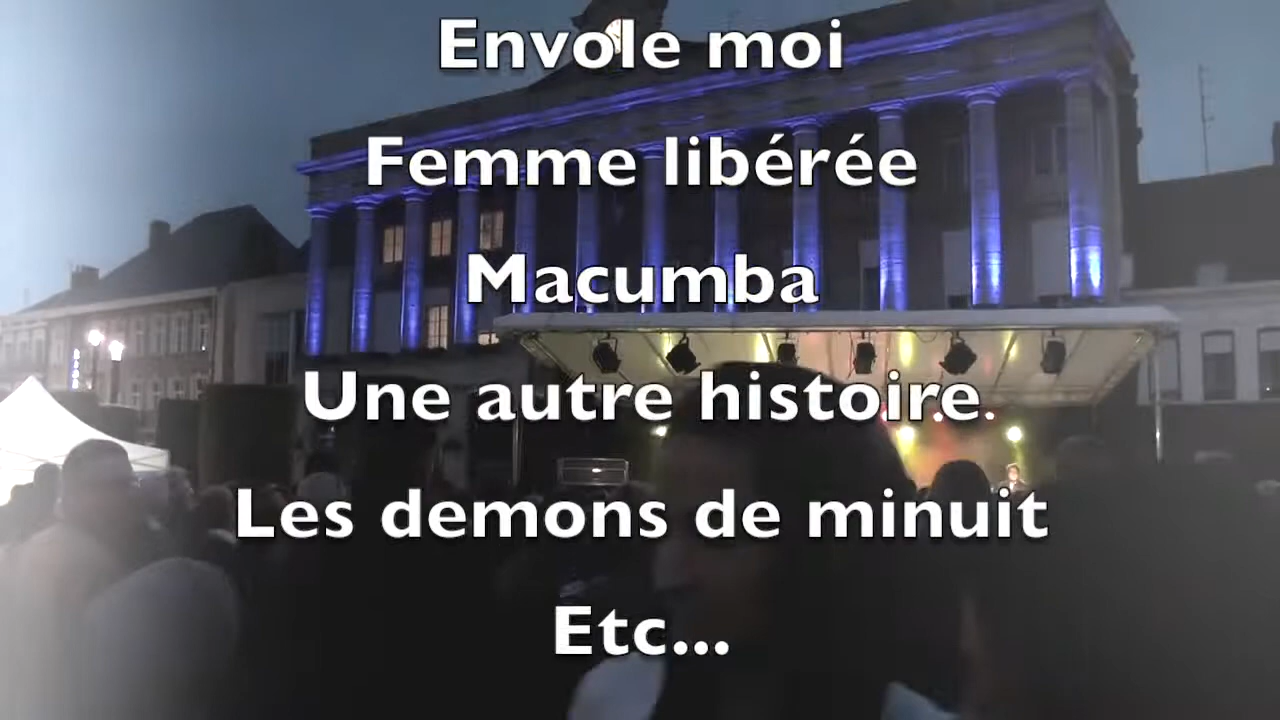 Envole moi
Femme libérée
Macumba
Une autre histoire.
Les demons de minuit
Etc...